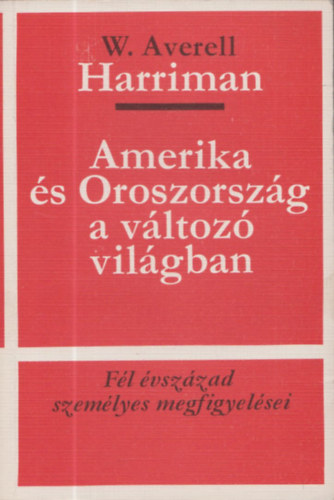 W. Averell
Harriman
Amerika
és Oroszország
a változó
világban
Fél évszázad
személyes megfigyelései